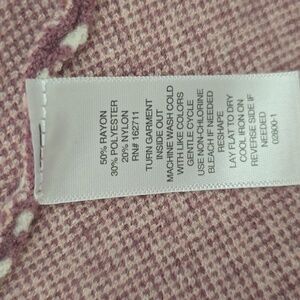 50% RAYON
30% POLYESTER
20% NYLON
RN# 162711
TURN GARMENT
INSIDE OUT
MACHINE WASH COLD
WITH LIKE COLORS
GENTLE CYCLE
USE NON-CHLORINE
BLEACH IF NEEDED
RESHAPE
LAY FLAT TO DRY
COOL IRON ON
REVERSE SIDE IF
NEEDED
02800-1